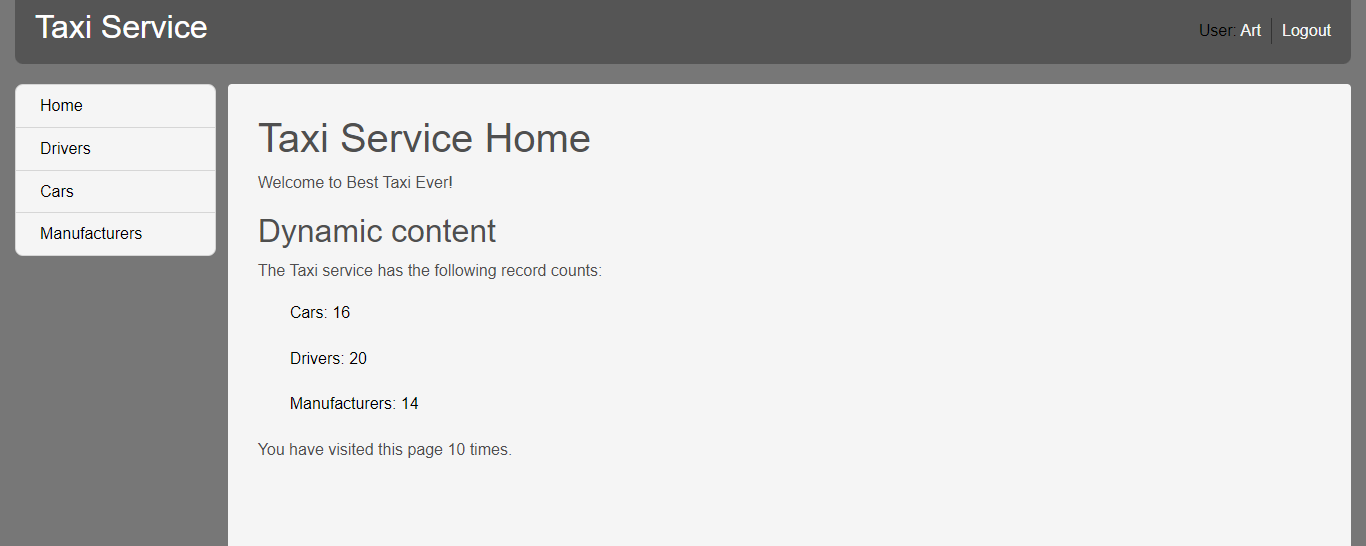 Taxi Service
User: Art
Logout
Home
Drivers
Cars
Manufacturers
Taxi Service Home
Welcome to Best Taxi Ever!
Dynamic content
The Taxi service has the following record counts:
Cars: 16
Drivers: 20
Manufacturers: 14
You have visited this page 10 times.